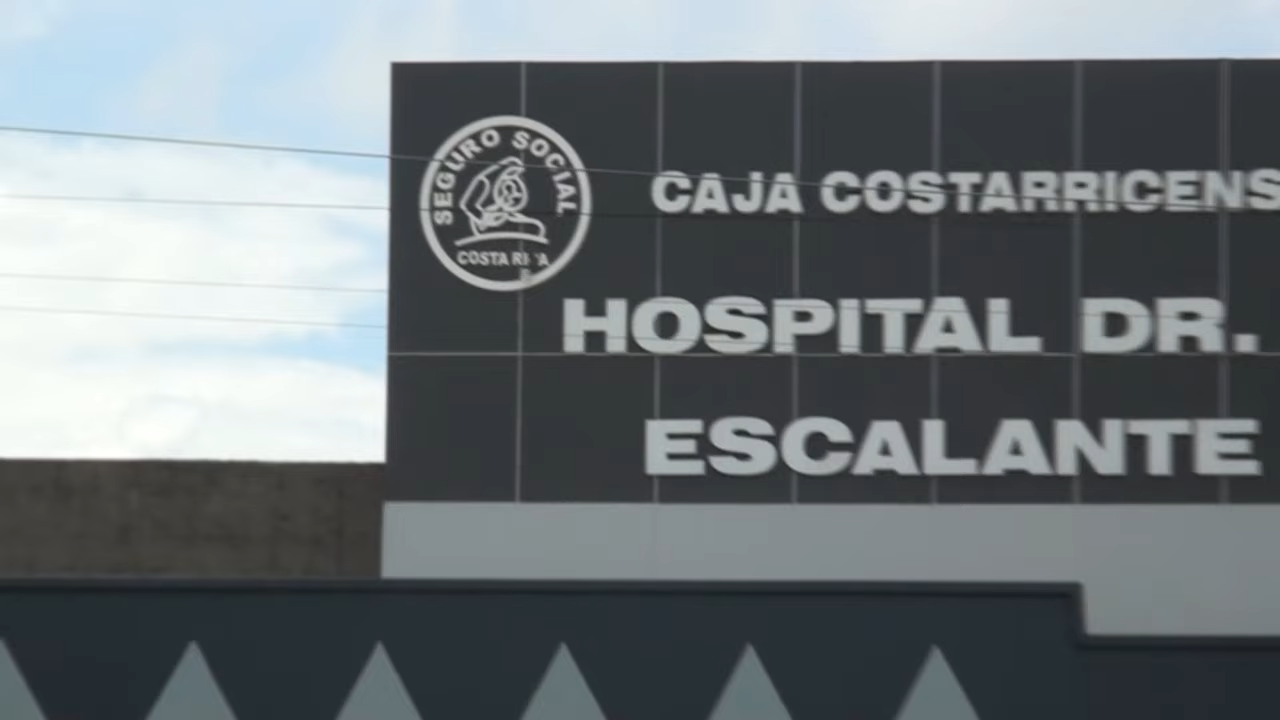 SEGURO SOCIAL
COSTA RICA
CAJA COSTARRICENS
HOSPITAL DR.
ESCALANTE